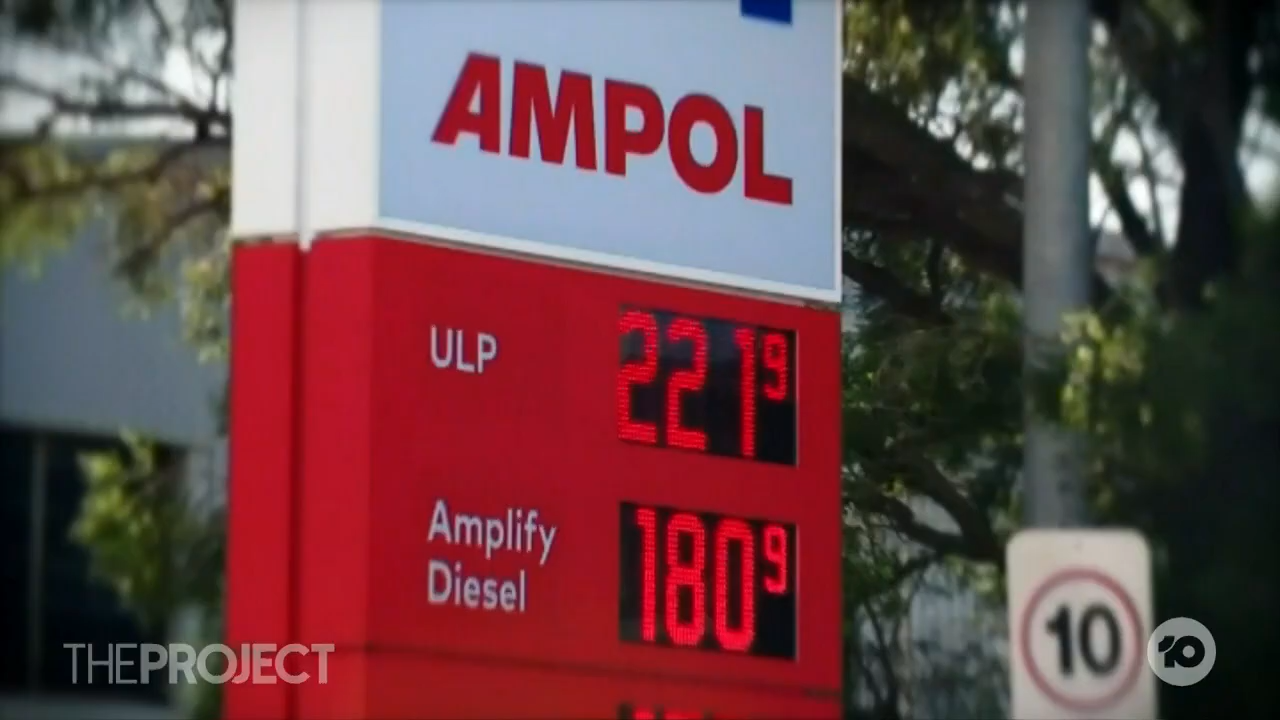 AMPOL
ULP 221.9
Amplify
Diesel 180.9
10
THEPROJECT
10